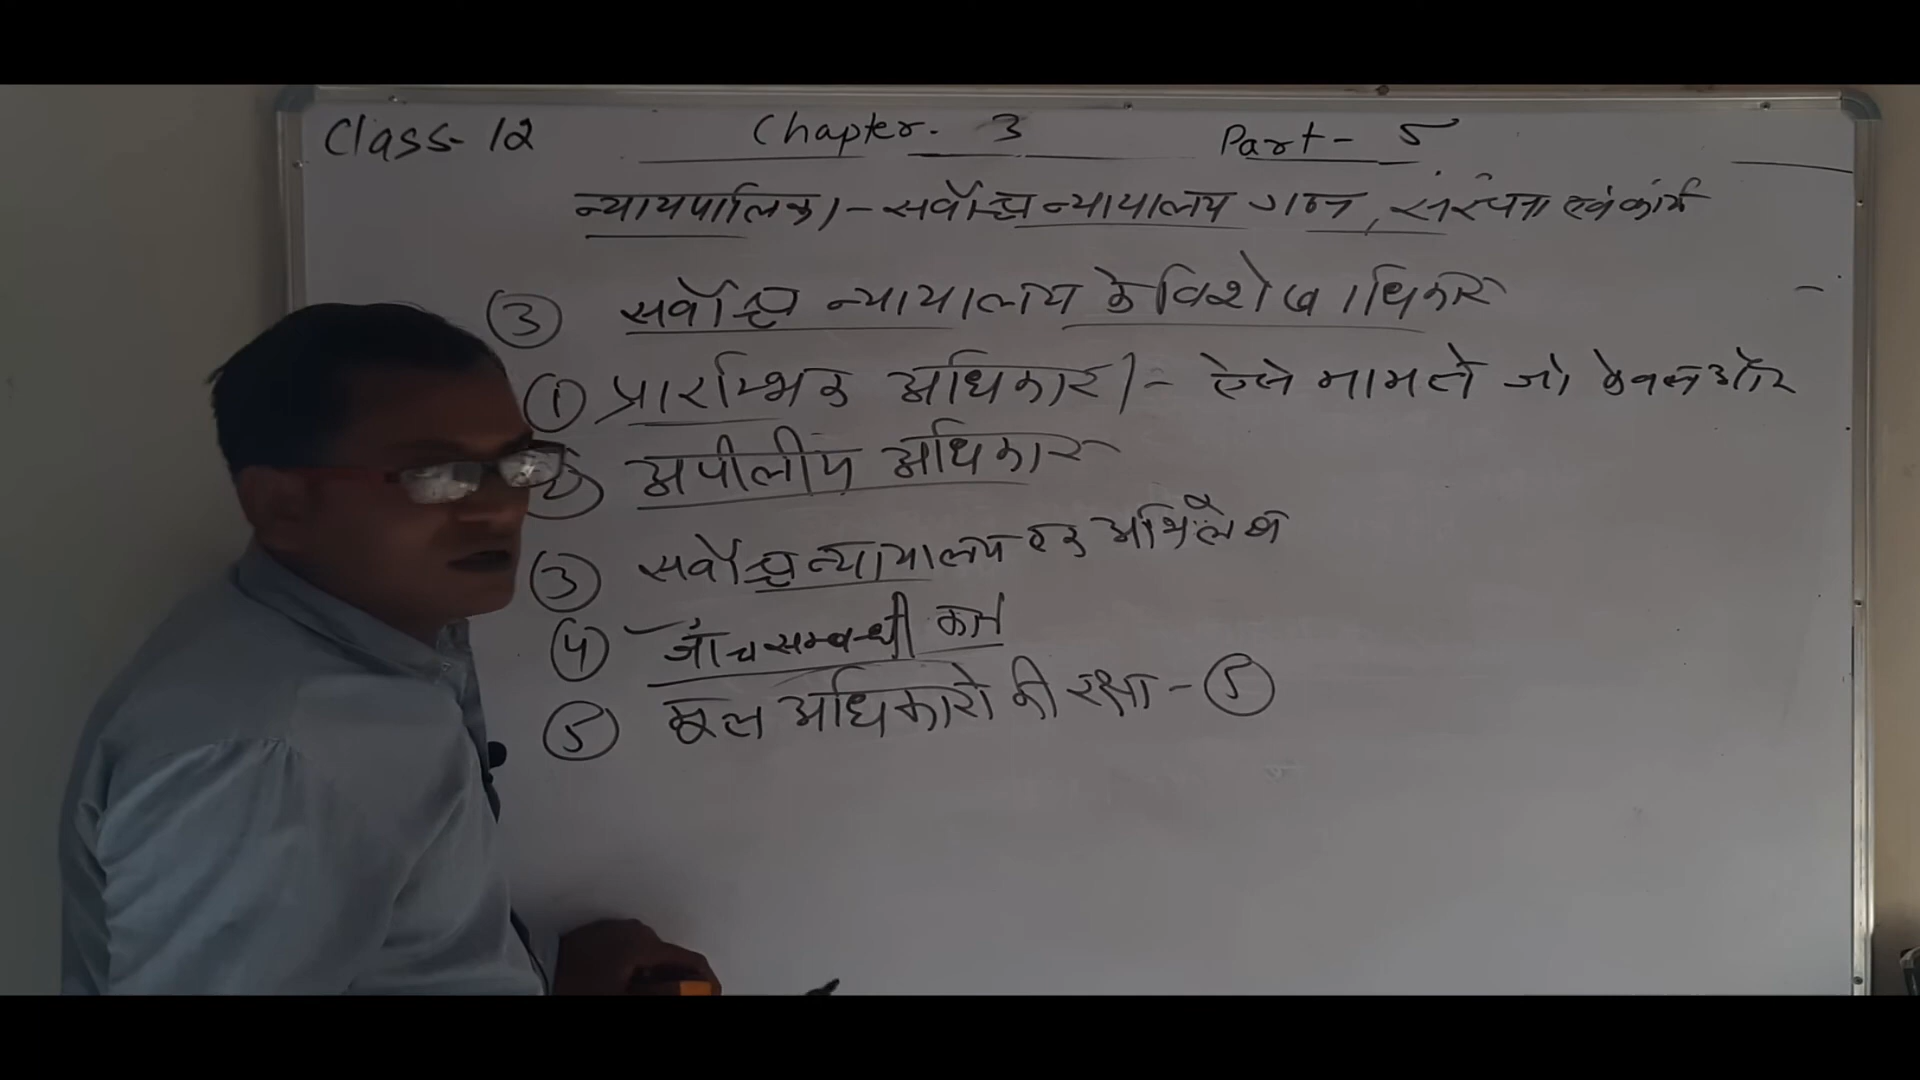 Class- 12 Chapter. 3 Part- 5
न्यायपालिका - सर्वोच्च न्यायालय गठन, संरचना एवं कार्य
③ सर्वोच्च न्यायालय के विशेषाधिकार
① प्रारम्भिक अधिकार - ऐसे मामले जो केवल और
② अपीलीय अधिकार
③ सर्वोच्च न्यायालय एक अभिलेख
④ जाँच सम्बन्धी कार्य
⑤ मूल अधिकारो की रक्षा - ⑤